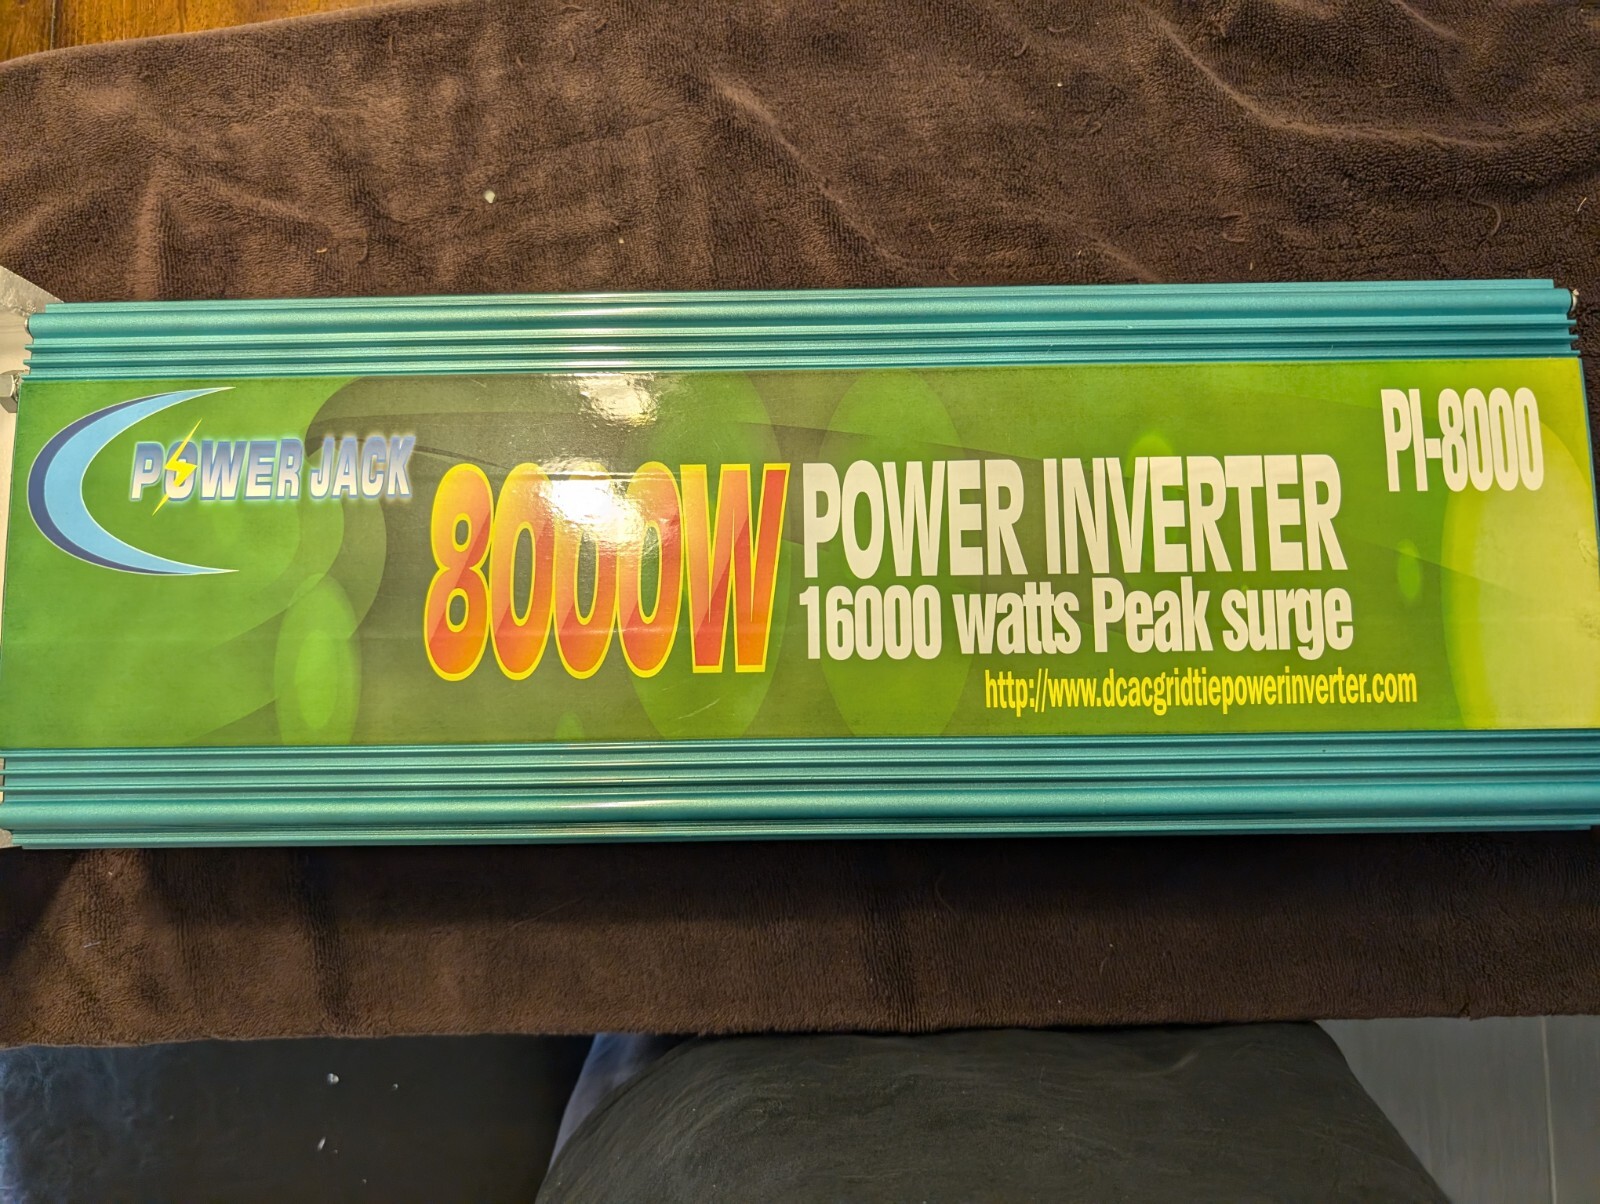 POWER JACK
8000W
POWER INVERTER
16000 watts Peak surge
http://www.dcacgridtiepowerinverter.com
PI-8000